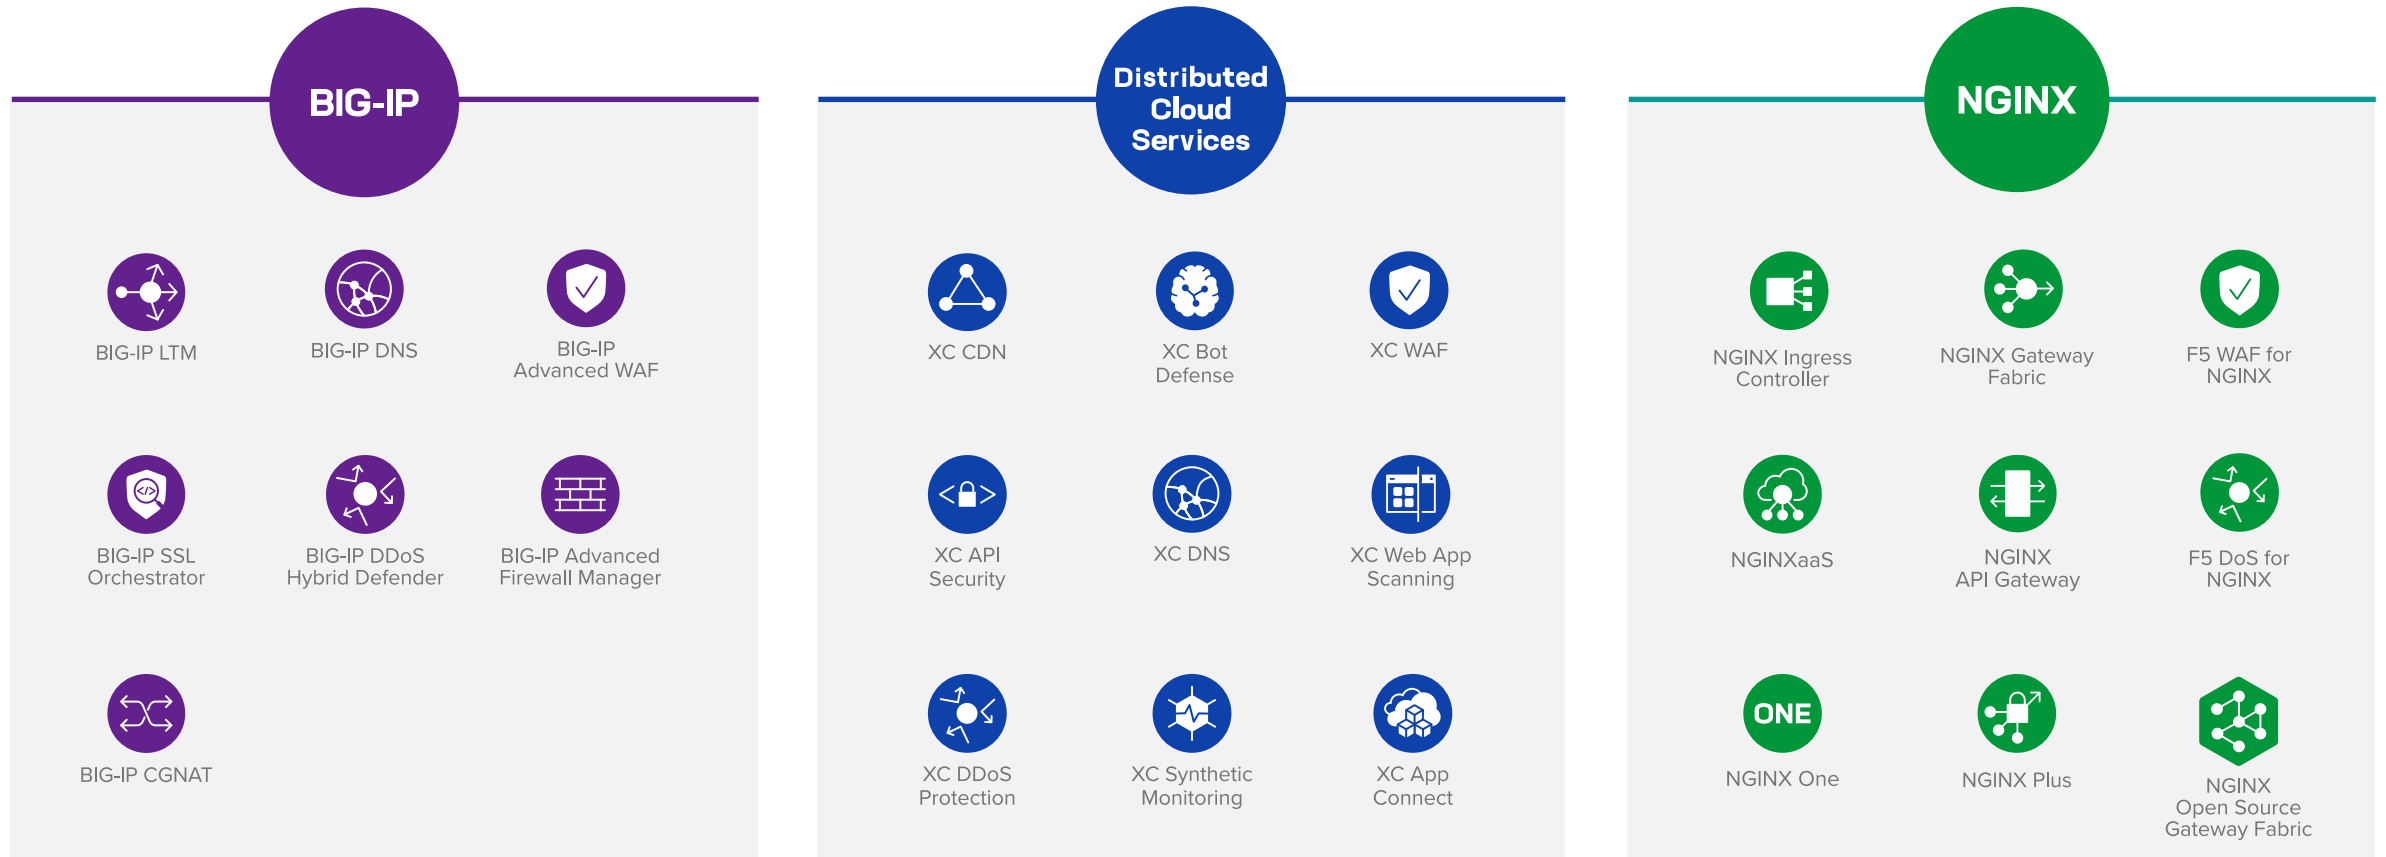 BIG-IP
BIG-IP LTM
BIG-IP DNS
BIG-IP
Advanced WAF
BIG-IP SSL
Orchestrator
BIG-IP DDoS
Hybrid Defender
BIG-IP Advanced
Firewall Manager
BIG-IP CGNAT
Distributed
Cloud
Services
XC CDN
XC Bot
Defense
XC WAF
XC API
Security
XC DNS
XC Web App
Scanning
XC DDoS
Protection
XC Synthetic
Monitoring
XC App
Connect
NGINX
NGINX Ingress
Controller
NGINX Gateway
Fabric
F5 WAF for
NGINX
NGINXaaS
NGINX
API Gateway
F5 DoS for
NGINX
ONE
NGINX One
NGINX Plus
NGINX
Open Source
Gateway Fabric